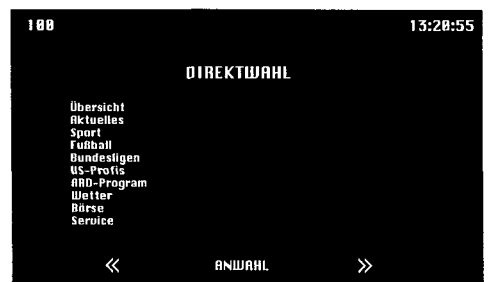 100 13:20:55
DIREKTWAHL
Übersicht
Aktuelles
Sport
Fußball
Bundesligen
US-Profis
ARD-Program
Wetter
Börse
Service
« ANWAHL »